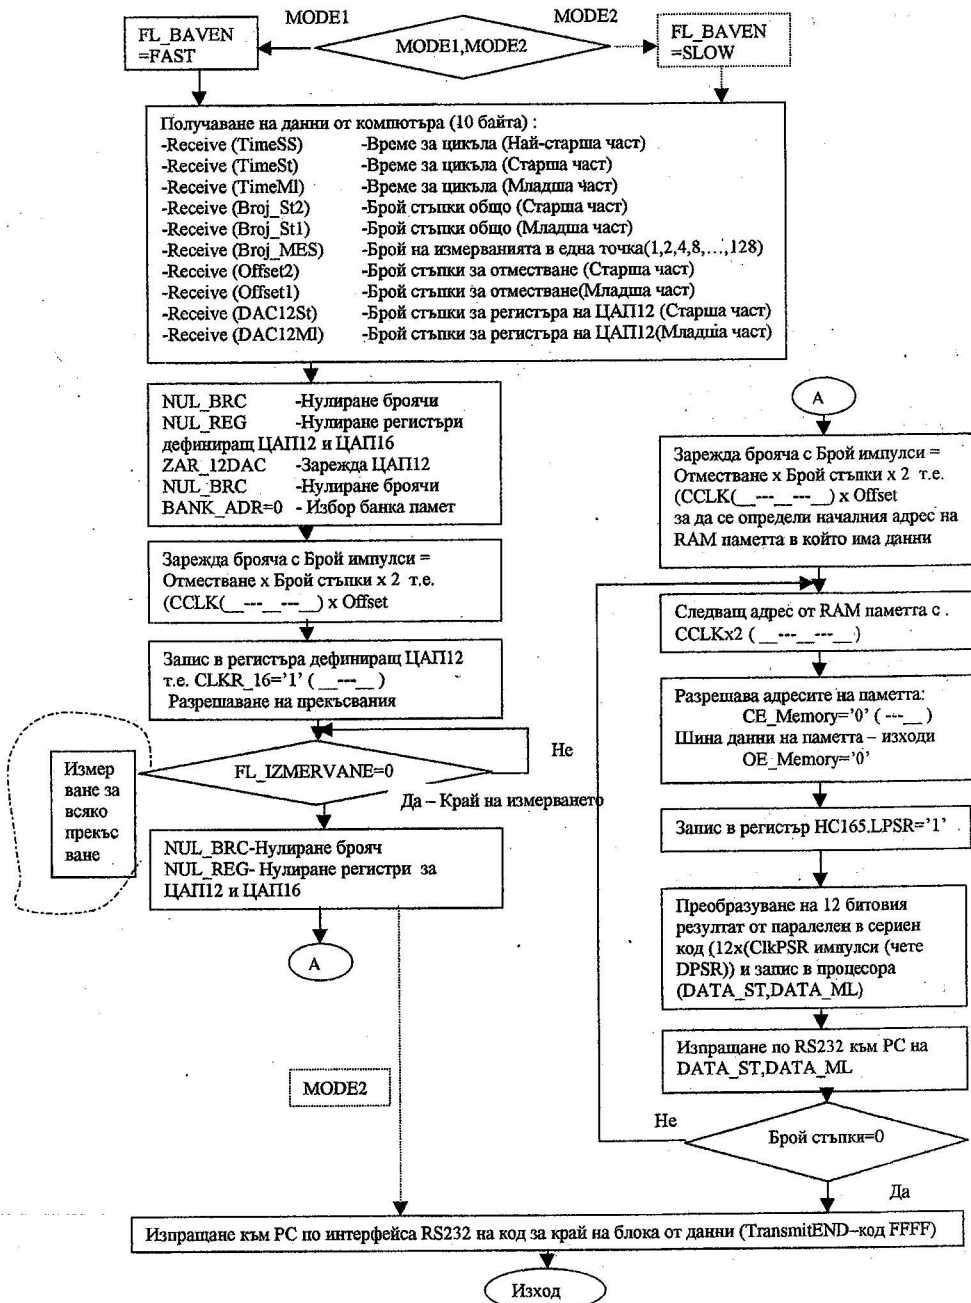 MODE1
MODE2
FL_BAVEN
=FAST
MODE1,MODE2
FL_BAVEN
=SLOW
Получаване на данни от компютъра (10 байта) :
-Receive (TimeSS) -Време за цикъла (Най-старша част)
-Receive (TimeSt) -Време за цикъла (Старша част)
-Receive (TimeMl) -Време за цикъла (Младша част)
-Receive (Broj_St2) -Брой стъпки общо (Старша част)
-Receive (Broj_St1) -Брой стъпки общо (Младша част)
-Receive (Broj_MES) -Брой на измерванията в една точка(1,2,4,8,...,128)
-Receive (Offset2) -Брой стъпки за отместване (Старша част)
-Receive (Offset1) -Брой стъпки за отместване(Младша част)
-Receive (DAC12St) -Брой стъпки за регистъра на ЦАП12 (Старша част)
-Receive (DAC12Ml) -Брой стъпки за регистъра на ЦАП12(Младша част)
NUL_BRC -Нулиране броячи
NUL_REG -Нулиране регистъри
дефиниращ ЦАП12 и ЦАП16
ZAR_12DAC -Зарежда ЦАП12
NUL_BRC -Нулиране броячи
BANK_ADR=0 - Избор банка памет
Зарежда брояча с Брой импулси =
Отместване x Брой стъпки x 2 т.е.
(CCLK(__---__---__) x Offset
Запис в регистъра дефиниращ ЦАП12
т.е. CLKR_16='1' (__---__)
Разрешаване на прекъсвания
Не
FL_IZMERVANE=0
Да – Край на измерването
Измер
ване за
всяко
прекъс
ване
NUL_BRC-Нулиране брояч
NUL_REG- Нулиране регистри за
ЦАП12 и ЦАП16
A
MODE2
A
Зарежда брояча с Брой импулси =
Отместване x Брой стъпки x 2 т.е.
(CCLK(__---__---__) x Offset
за да се определи началния адрес на
RAM паметта в който има данни
Следващ адрес от RAM паметта с .
CCLKx2 (__---__---__)
Разрешава адресите на паметта:
CE_Memory='0' (---__)
Шина данни на паметта – изходи
OE_Memory='0'
Запис в регистър HC165.LPSR='1'
Преобразуване на 12 битовия
резултат от паралелен в сериен
код (12x(ClkPSR импулси (чете
DPSR)) и запис в процесора
(DATA_ST,DATA_ML)
Изпращане по RS232 към PC на
DATA_ST,DATA_ML
Не
Брой стъпки=0
Да
Изпращане към PC по интерфейса RS232 на код за край на блока от данни (TransmitEND–код FFFF)
Изход